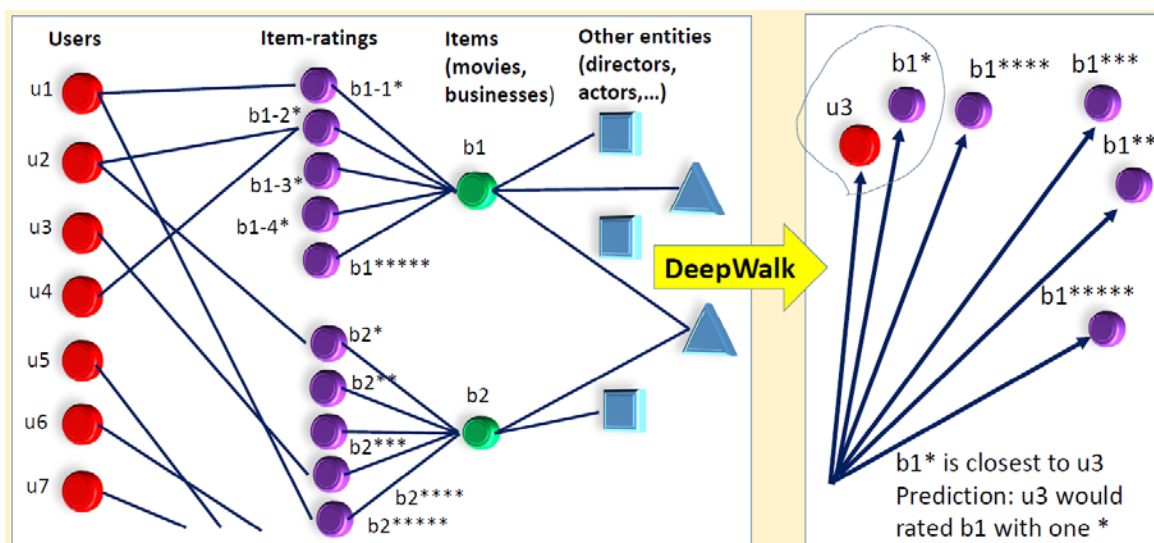 Users
Item-ratings
Items
(movies,
businesses)
Other entities
(directors,
actors,...)
u1
u2
u3
u4
u5
u6
u7
b1-1*
b1-2*
b1-3*
b1-4*
b1*****
b2*
b2**
b2***
b2****
b2*****
b1
b2
DeepWalk
u3
b1*
b1****
b1***
b1**
b1*****
b1* is closest to u3
Prediction: u3 would
rated b1 with one *